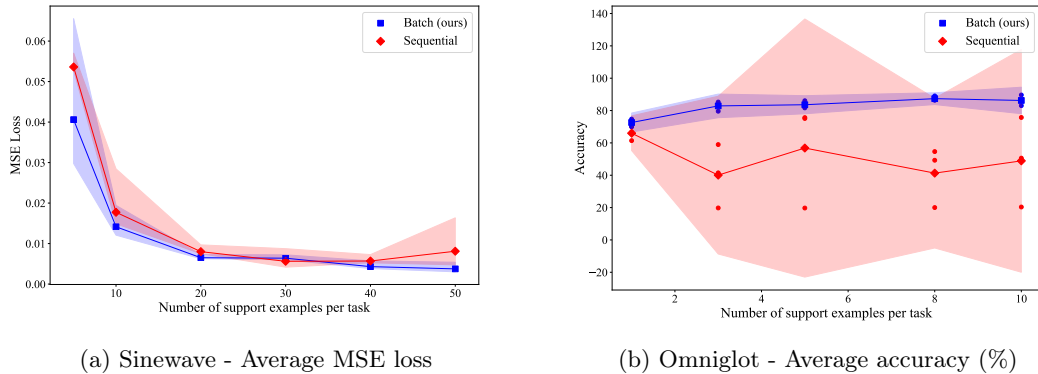 Batch (ours)
Sequential
0.06
0.05
0.04
0.03
0.02
0.01
0.00
MSE Loss
10
20
30
40
50
Number of support examples per task
(a) Sinewave - Average MSE loss
Batch (ours)
Sequential
140
120
100
80
60
40
20
0
−20
Accuracy
2
4
6
8
10
Number of support examples per task
(b) Omniglot - Average accuracy (%)